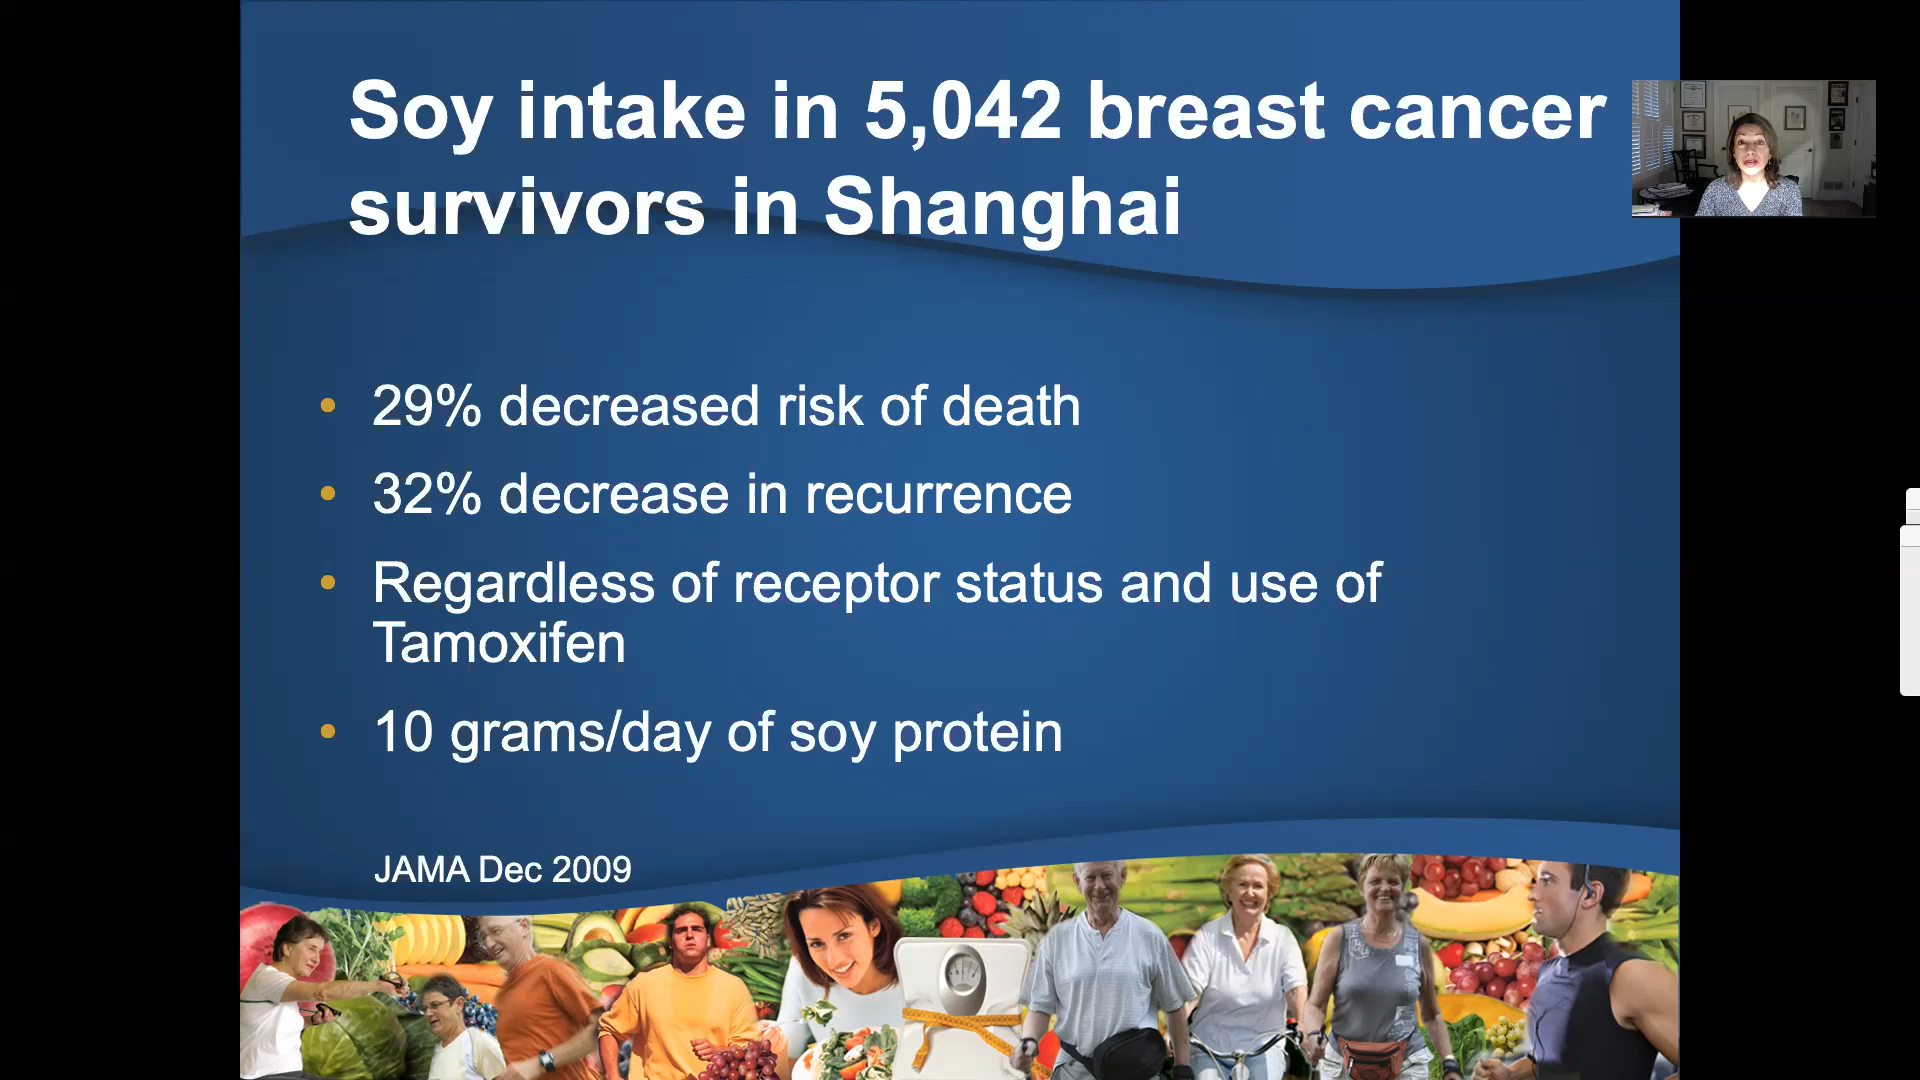 Soy intake in 5,042 breast cancer
survivors in Shanghai
• 29% decreased risk of death
• 32% decrease in recurrence
• Regardless of receptor status and use of
Tamoxifen
• 10 grams/day of soy protein
JAMA Dec 2009